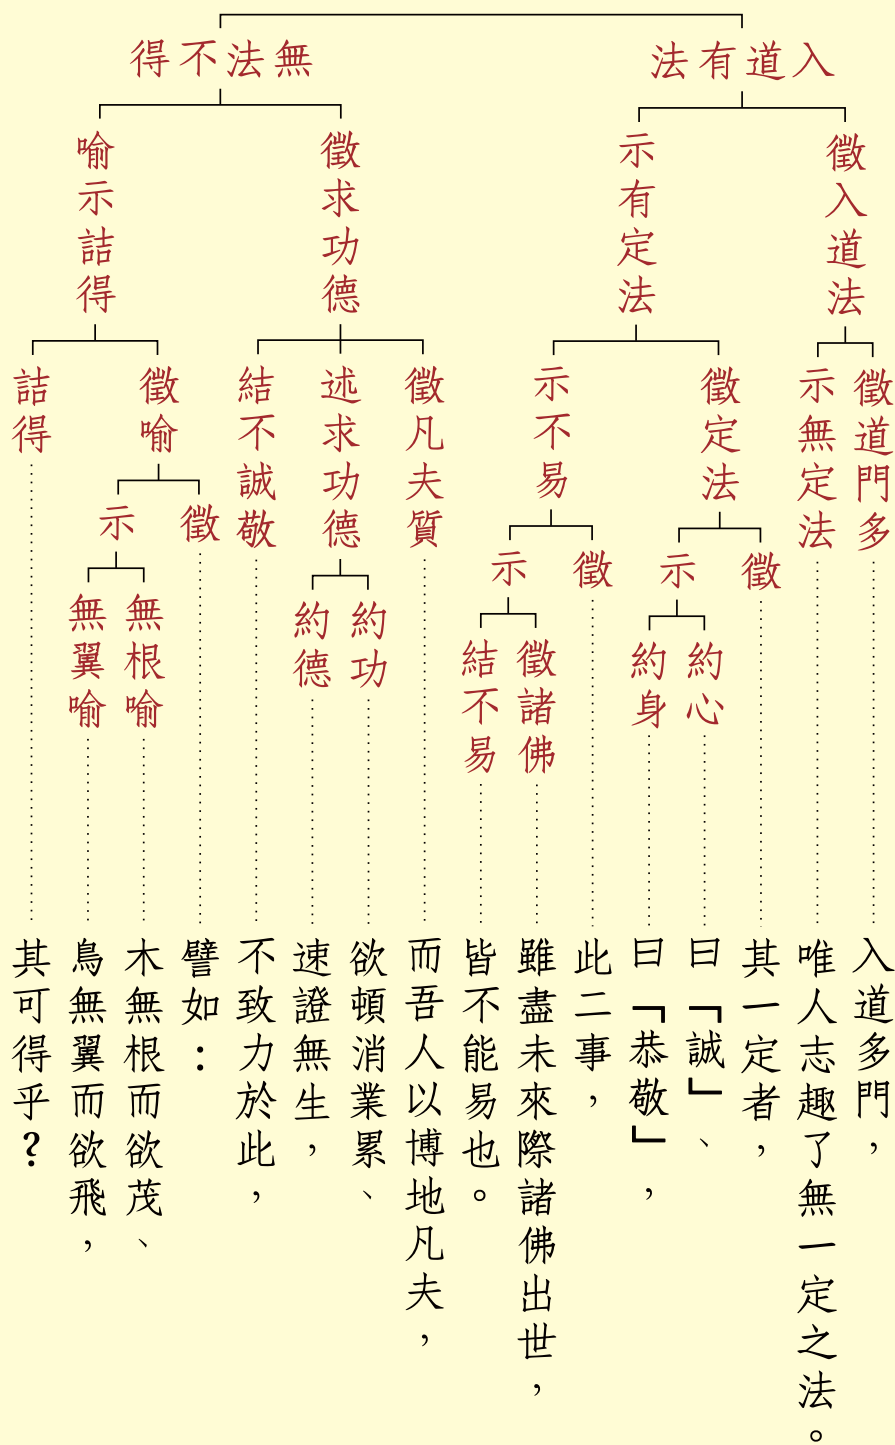 入道有法
無法不得
徵入道法
示有定法
徵求功德
喻示詰得
徵道門多
示無定法
徵定法
示不易
徵凡夫質
述求功德
結不誠敬
徵喻
詰得
徵
示
徵
示
徵
示
約心
約身
徵諸佛
結不易
約功
約德
無根喻
無翼喻
入道多門，
唯人志趣了無一定之法。
其一定者，
曰「誠」、
曰「恭敬」，
此二事，
雖盡未來際諸佛出世，
皆不能易也。
而吾人以博地凡夫，
欲頓消業累、
速證無生，
不致力於此，
譬如：
木無根而欲茂、
鳥無翼而欲飛，
其可得乎？